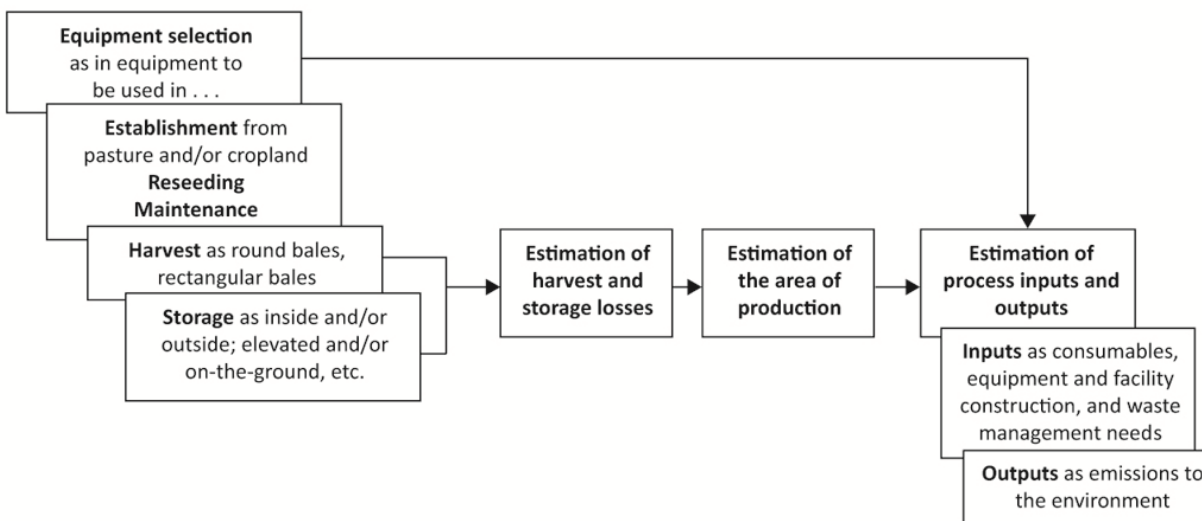 Equipment selection
as in equipment to
be used in . . .
Establishment from
pasture and/or cropland
Reseeding
Maintenance
Harvest as round bales,
rectangular bales
Storage as inside and/or
outside; elevated and/or
on-the-ground, etc.
Estimation of
harvest and
storage losses
Estimation of
the area of
production
Estimation of
process inputs and
outputs
Inputs as consumables,
equipment and facility
construction, and waste
management needs
Outputs as emissions to
the environment